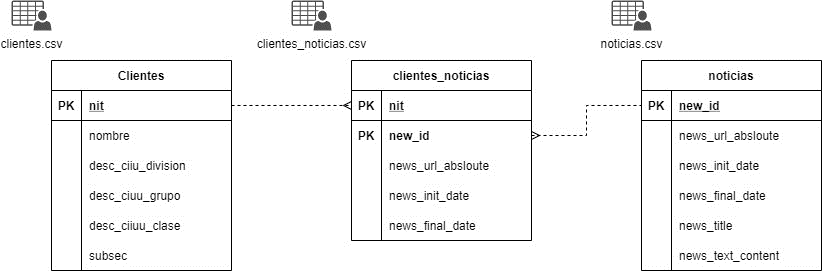 clientes.csv
clientes_noticias.csv
noticias.csv
Clientes
PK nit
nombre
desc_ciiu_division
desc_ciuu_grupo
desc_ciiuu_clase
subsec
clientes_noticias
PK nit
PK new_id
news_url_absloute
news_init_date
news_final_date
noticias
PK new_id
news_url_absloute
news_init_date
news_final_date
news_title
news_text_content